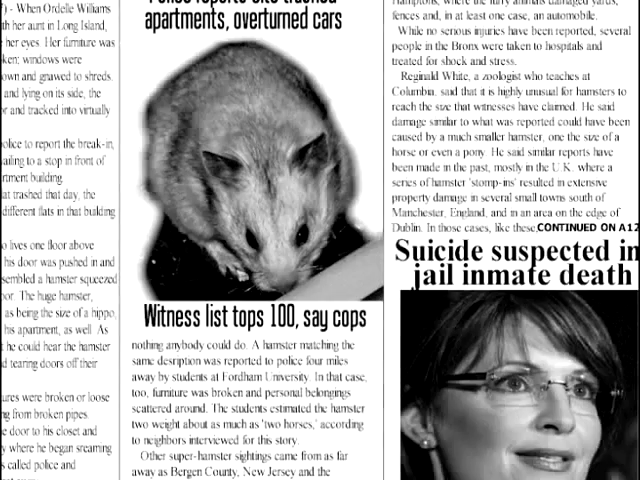 ) - When Ordelle Williams
th her aunt in Long Island,
her eyes. Her furniture was
ken: windows were
own and gnawed to shreds.
and lying on its side, the
or and tracked into virtually
olice to report the break-in,
ailing to a stop in front of
rtment building.
at trashed that day, the
different flats in that building
o lives one floor above
his door was pushed in and
sembled a hamster squeezed
oor. The huge hamster,
as being the size of a hippo,
his apartment, as well. As
he could hear the hamster
d tearing doors off their
ures were broken or loose
ng from broken pipes.
e door to his closet and
y where he began sreaming
s called police and
apartments, overturned cars
Witness list tops 100, say cops
nothing anybody could do. A hamster matching the
same desription was reported to police four miles
away by students at Fordham University. In that case,
too, furniture was broken and personal belongings
scattered around. The students estimated the hamster
two weight about as much as 'two horses,' according
to neighbors interviewed for this story.
Other super-hamster sightings came from as far
away as Bergen County, New Jersey and the
Hamptons, where the furry animals damaged yards,
fences and, in at least one case, an automobile.
While no serious injuries have been reported, several
people in the Bronx were taken to hospitals and
treated for shock and stress.
Reginald White, a zoologist who teaches at
Columbia, said that it is highly unusual for hamsters to
reach the size that witnesses have claimed. He said
damage similar to what was reported could have been
caused by a much smaller hamster, one the size of a
horse or even a pony. He said similar reports have
been made in the past, mostly in the U.K. where a
series of hamster 'stomp-ins' resulted in extensive
property damage in several small towns south of
Manchester, England, and in an area on the edge of
Dublin. In those cases, like these, CONTINUED ON A12
Suicide suspected in
jail inmate death